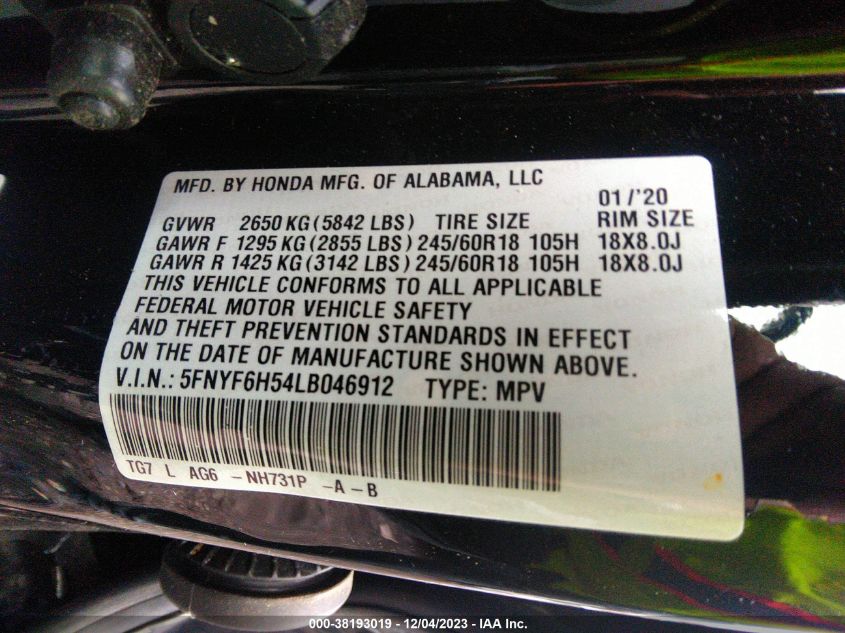 MFD. BY HONDA MFG. OF ALABAMA, LLC
01/'20
GVWR 2650 KG (5842 LBS) TIRE SIZE RIM SIZE
GAWR F 1295 KG (2855 LBS) 245/60R18 105H 18X8.0J
GAWR R 1425 KG (3142 LBS) 245/60R18 105H 18X8.0J
THIS VEHICLE CONFORMS TO ALL APPLICABLE
FEDERAL MOTOR VEHICLE SAFETY
AND THEFT PREVENTION STANDARDS IN EFFECT
ON THE DATE OF MANUFACTURE SHOWN ABOVE.
V.I.N.: 5FNYF6H54LB046912 TYPE: MPV
TG7 L AG6 - NH731P - A - B
000-38193019 - 12/04/2023 - IAA Inc.